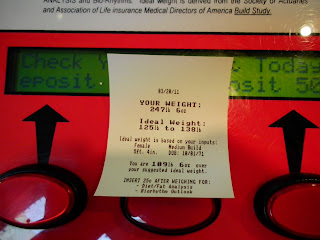 ANALYSIS and Bio-Rhythms. Ideal Weight is derived from the Society of Actuaries
and Association of Life insurance Medical Directors of America Build Study.
Check Y Today
eposit posit 50
03/20/11
YOUR WEIGHT:
247lb 6oz
Ideal Weight:
125lb to 138lb
Ideal weight is based on your inputs:
Female Medium Build
5ft. 4in. DOB: 10/01/71
You are 109lb 6oz over
your suggested ideal weight.
INSERT 25¢ AFTER WEIGHING FOR:
- Diet/Fat Analysis
- Biorhythm Outlook